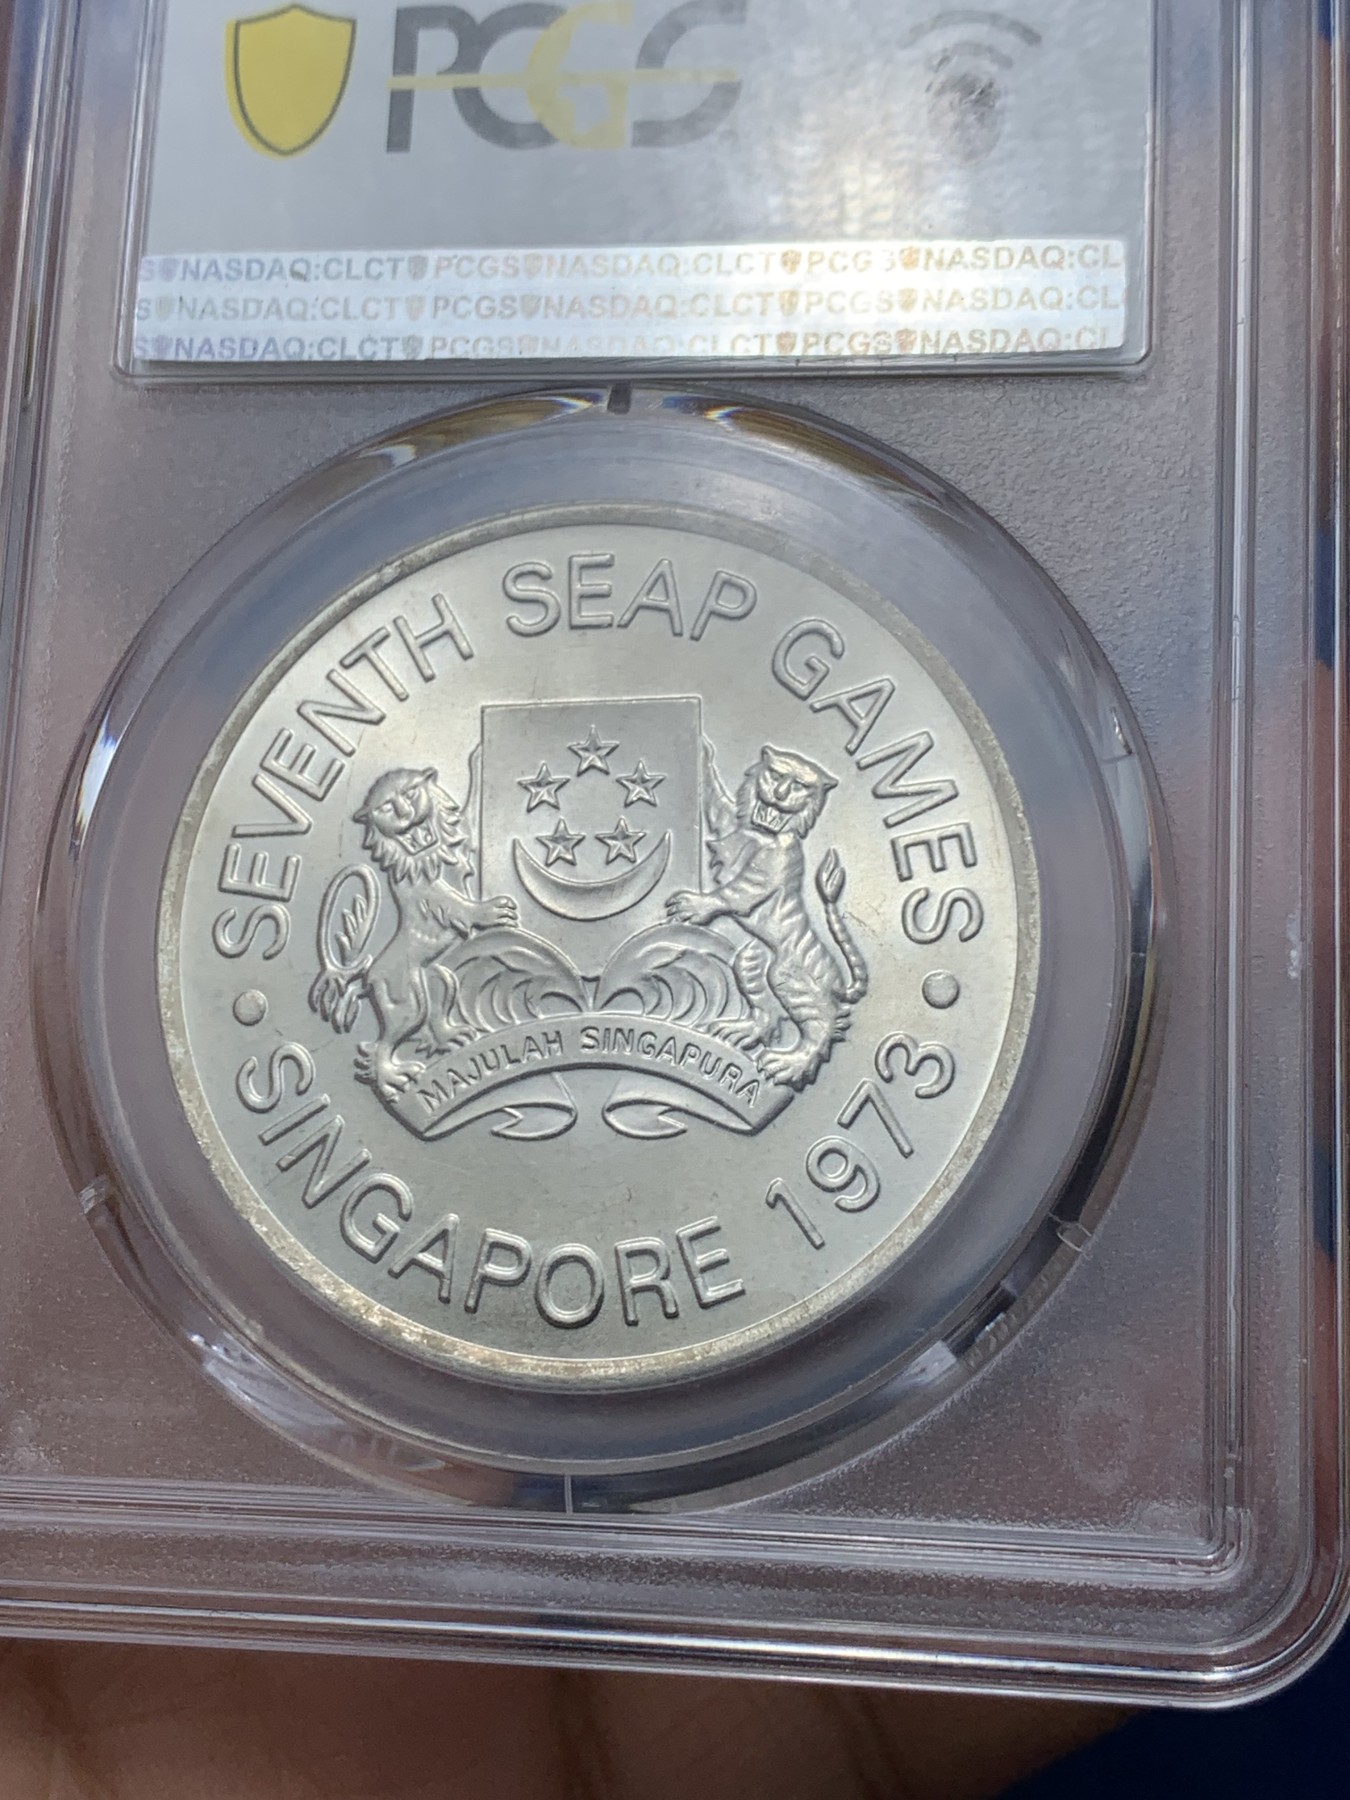 PCGS
S NASDAQ:CLCT PCGS NASDAQ:CLCT PCGS NASDAQ:CL
S NASDAQ:CLCT PCGS NASDAQ:CLCT PCGS NASDAQ:CL
S NASDAQ:CLCT PCGS NASDAQ:CLCT PCGS NASDAQ:CL
SEVENTH SEAP GAMES
MAJULAH SINGAPURA
• SINGAPORE 1973 •